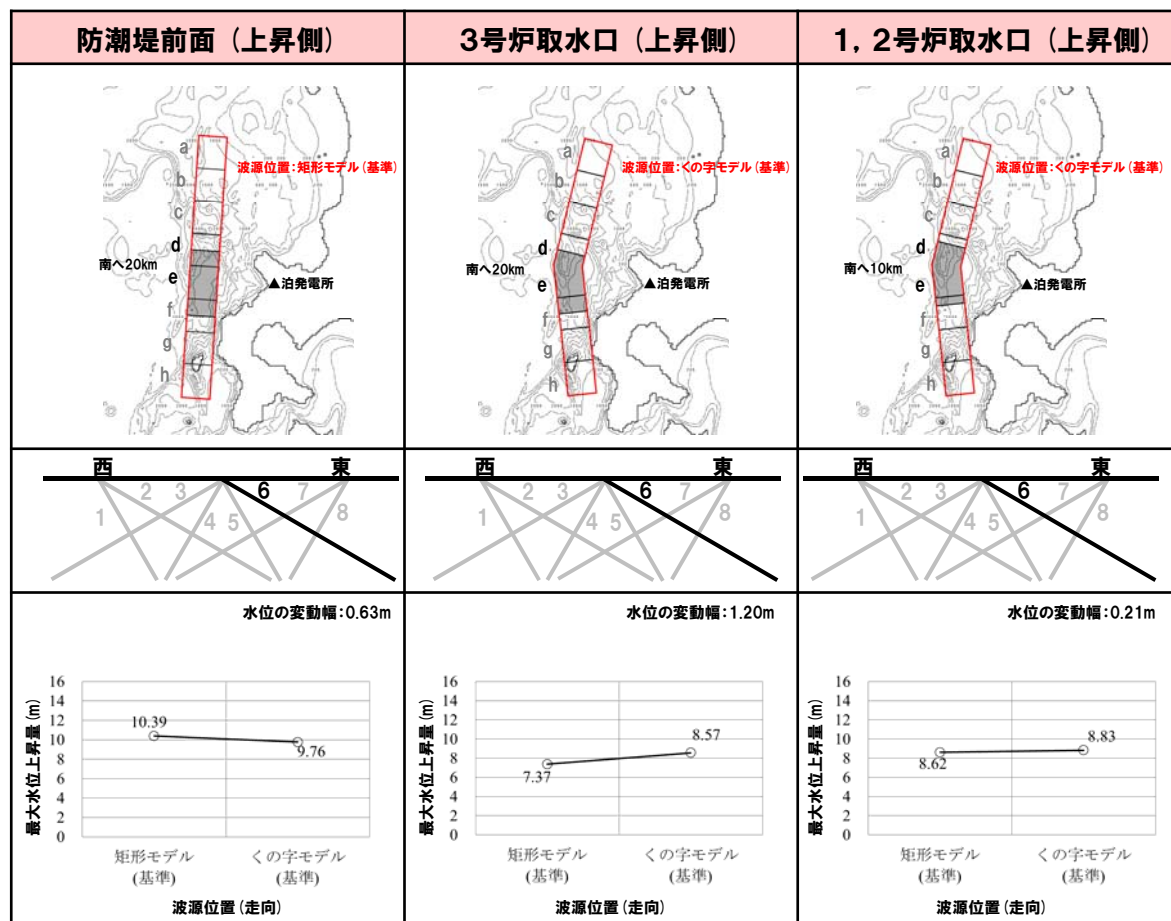 防潮堤前面（上昇側）
3号炉取水口（上昇側）
1，2号炉取水口（上昇側）
a
b
c
d
e
f
g
h
波源位置:矩形モデル(基準)
南へ20km
▲泊発電所
a
b
c
d
e
f
g
h
波源位置:くの字モデル(基準)
南へ20km
▲泊発電所
a
b
c
d
e
f
g
h
波源位置:くの字モデル(基準)
南へ10km
▲泊発電所
西 東
1 2 3 4 5 6 7 8
西 東
1 2 3 4 5 6 7 8
西 東
1 2 3 4 5 6 7 8
水位の変動幅:0.63m
最大水位上昇量(m)
16
14
12
10
8
6
4
2
0
10.39
9.76
矩形モデル
(基準)
くの字モデル
(基準)
波源位置(走向)
水位の変動幅:1.20m
最大水位上昇量(m)
16
14
12
10
8
6
4
2
0
7.37
8.57
矩形モデル
(基準)
くの字モデル
(基準)
波源位置(走向)
水位の変動幅:0.21m
最大水位上昇量(m)
16
14
12
10
8
6
4
2
0
8.62
8.83
矩形モデル
(基準)
くの字モデル
(基準)
波源位置(走向)